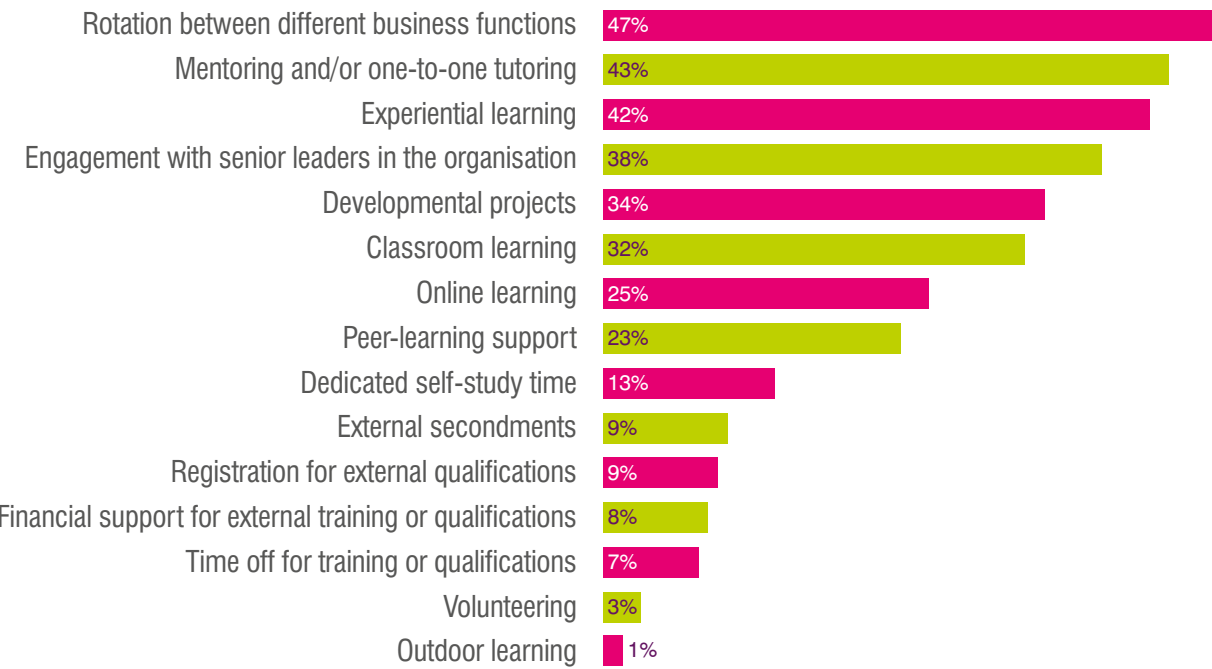 Rotation between different business functions 47%
Mentoring and/or one-to-one tutoring 43%
Experiential learning 42%
Engagement with senior leaders in the organisation 38%
Developmental projects 34%
Classroom learning 32%
Online learning 25%
Peer-learning support 23%
Dedicated self-study time 13%
External secondments 9%
Registration for external qualifications 9%
Financial support for external training or qualifications 8%
Time off for training or qualifications 7%
Volunteering 3%
Outdoor learning 1%